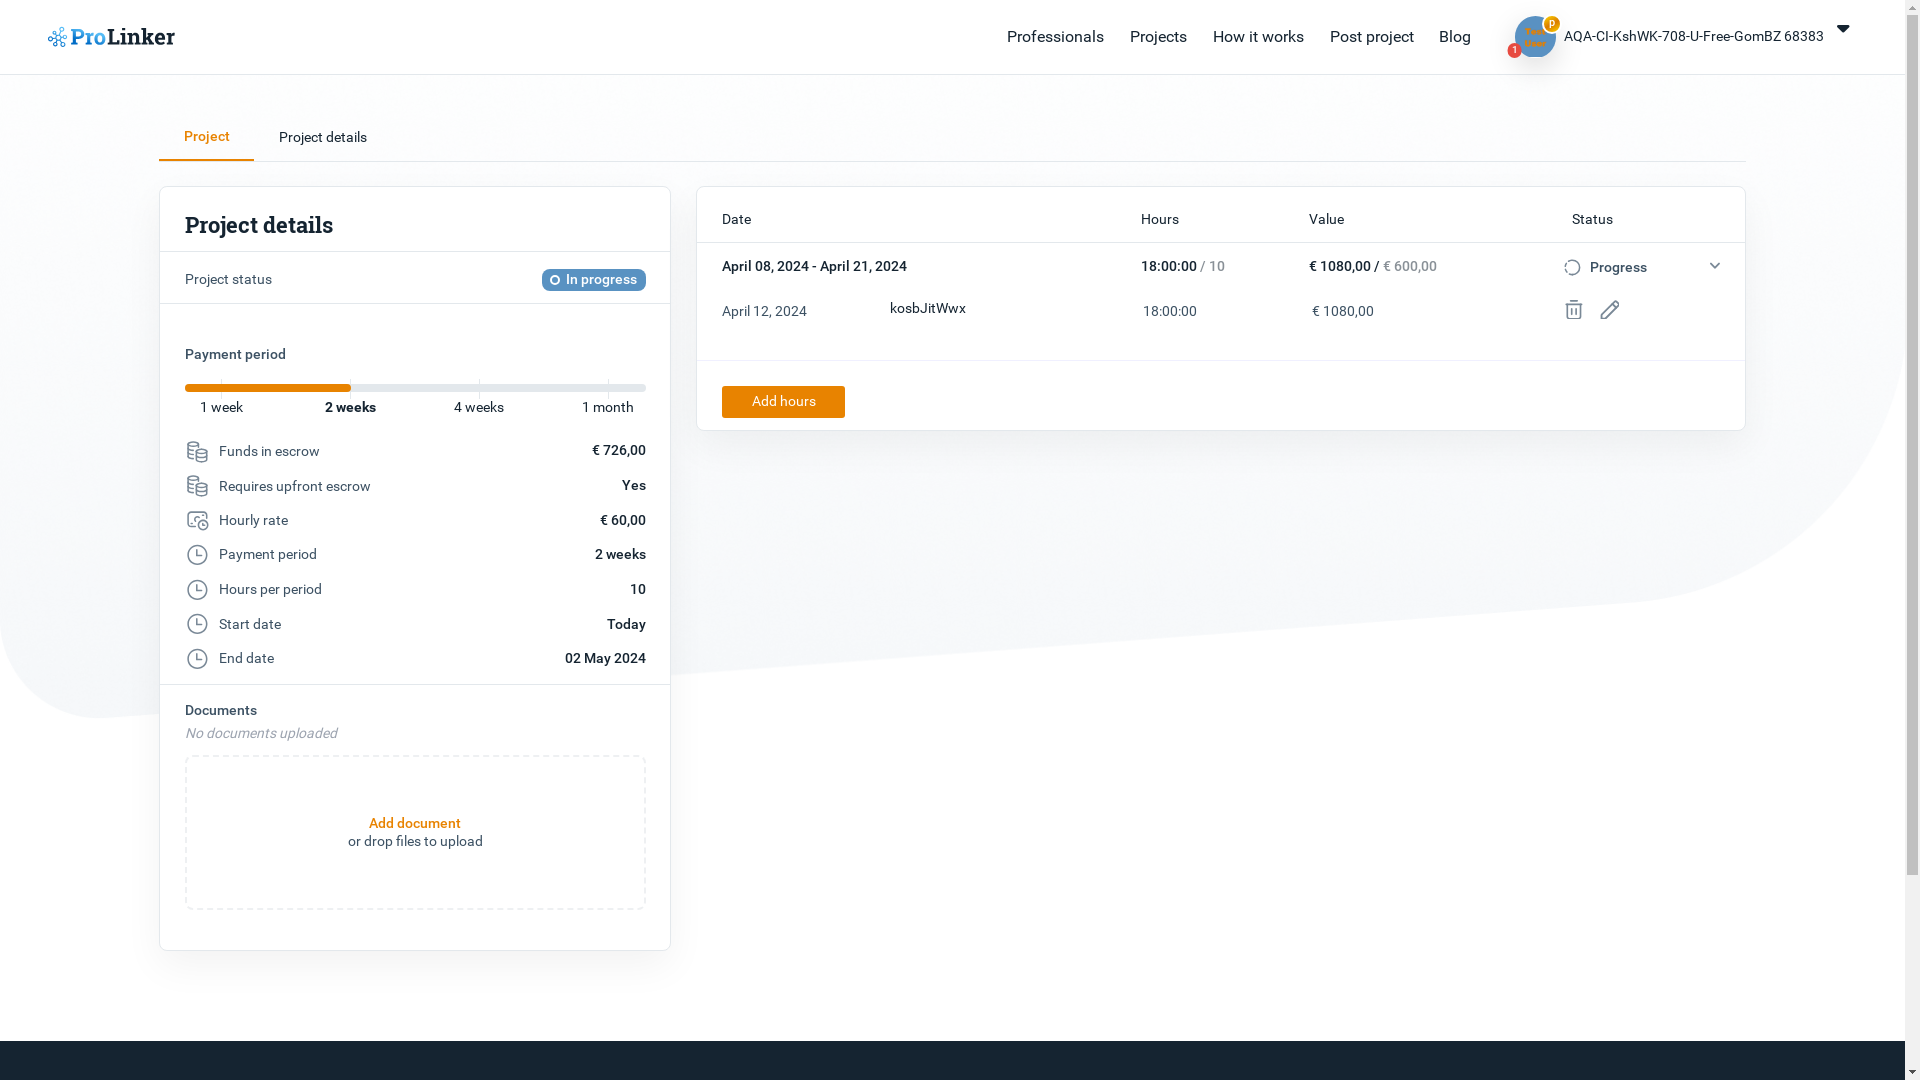 ProLinker
Professionals
Projects
How it works
Post project
Blog
p
1
AQA-CI-KshWK-708-U-Free-GomBZ 68383
Project
Project details
Project details
Project status
In progress
Payment period
1 week
2 weeks
4 weeks
1 month
Funds in escrow
€ 726,00
Requires upfront escrow
Yes
Hourly rate
€ 60,00
Payment period
2 weeks
Hours per period
10
Start date
Today
End date
02 May 2024
Documents
No documents uploaded
Add document
or drop files to upload
Date
Hours
Value
Status
April 08, 2024 - April 21, 2024
18:00:00 / 10
€ 1080,00 / € 600,00
Progress
April 12, 2024
kosbJitWwx
18:00:00
€ 1080,00
Add hours